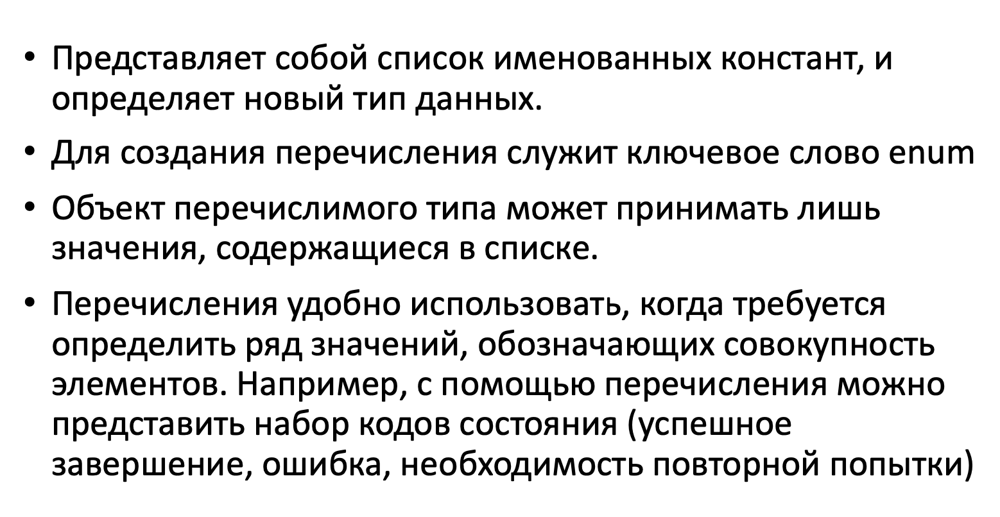 • Представляет собой список именованных констант, и
определяет новый тип данных.
• Для создания перечисления служит ключевое слово enum
• Объект перечислимого типа может принимать лишь
значения, содержащиеся в списке.
• Перечисления удобно использовать, когда требуется
определить ряд значений, обозначающих совокупность
элементов. Например, с помощью перечисления можно
представить набор кодов состояния (успешное
завершение, ошибка, необходимость повторной попытки)